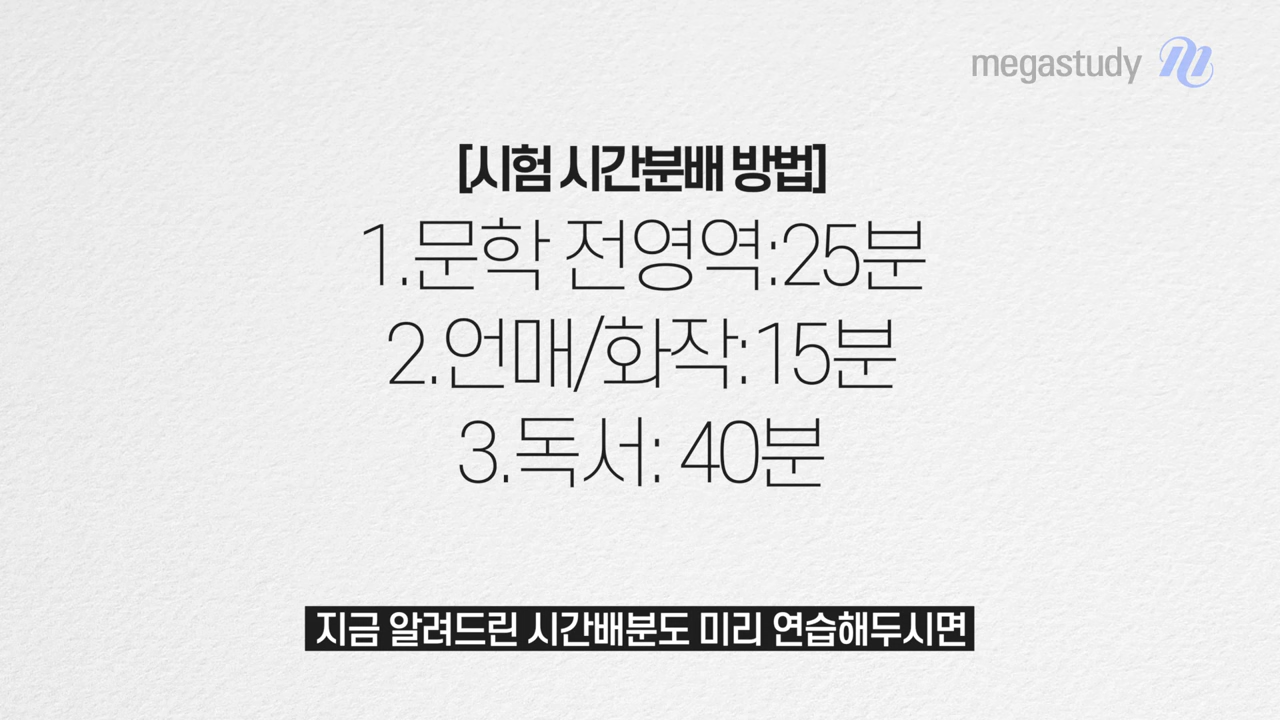 megastudy
[시험 시간분배 방법]
1.문학 전영역:25분
2.언매/화작:15분
3.독서: 40분
지금 알려드린 시간배분도 미리 연습해두시면